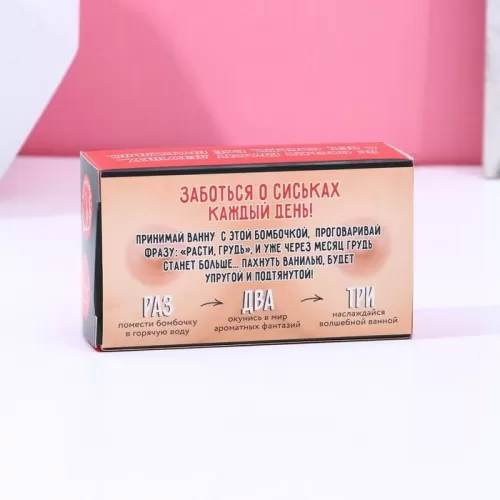 ЗАБОТЬСЯ О СИСЬКАХ
КАЖДЫЙ ДЕНЬ!
ПРИНИМАЙ ВАННУ С ЭТОЙ БОМБОЧКОЙ, ПРОГОВАРИВАЙ
ФРАЗУ: «РАСТИ, ГРУДЬ», И УЖЕ ЧЕРЕЗ МЕСЯЦ ГРУДЬ
СТАНЕТ БОЛЬШЕ... ПАХНУТЬ ВАНИЛЬЮ, БУДЕТ
УПРУГОЙ И ПОДТЯНУТОЙ!
РАЗ
помести бомбочку
в горячую воду
ДВА
окунись в мир
ароматных фантазий
ТРИ
наслаждайся
волшебной ванной